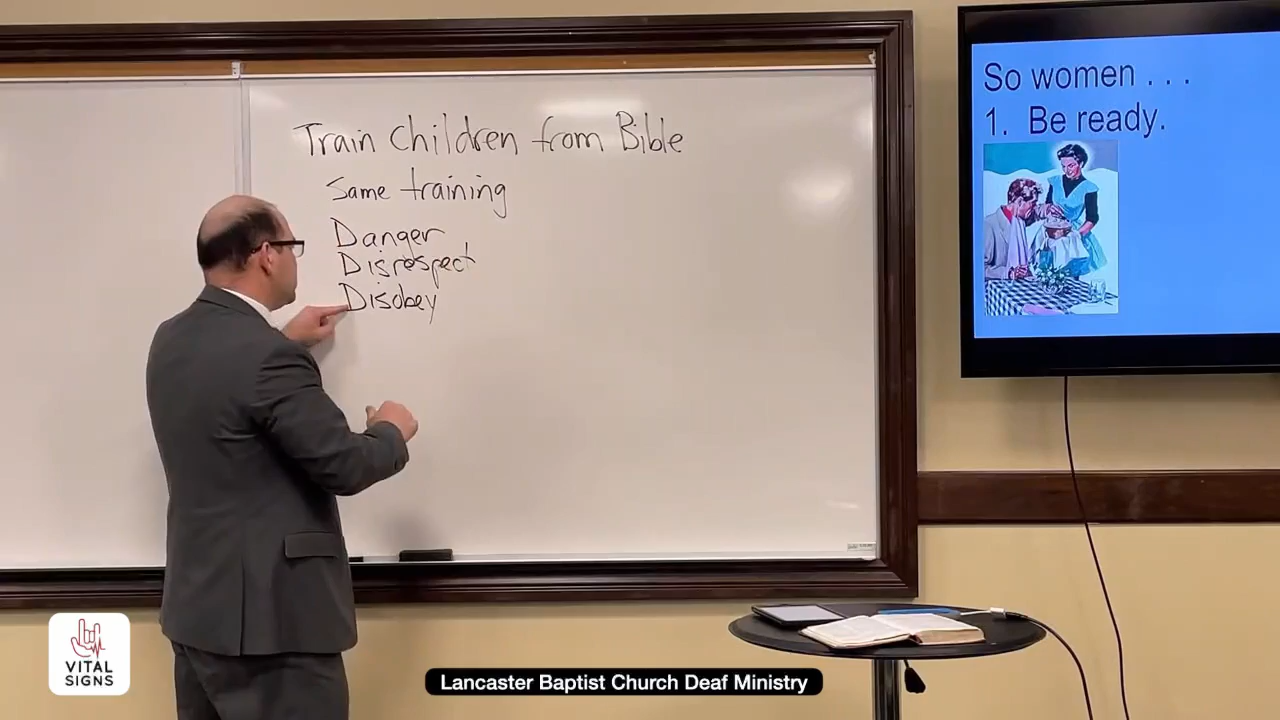 Train Children from Bible
Same training
Danger
Disrespect
Disobey
So women . . .
1. Be ready.
VITAL
SIGNS
Lancaster Baptist Church Deaf Ministry